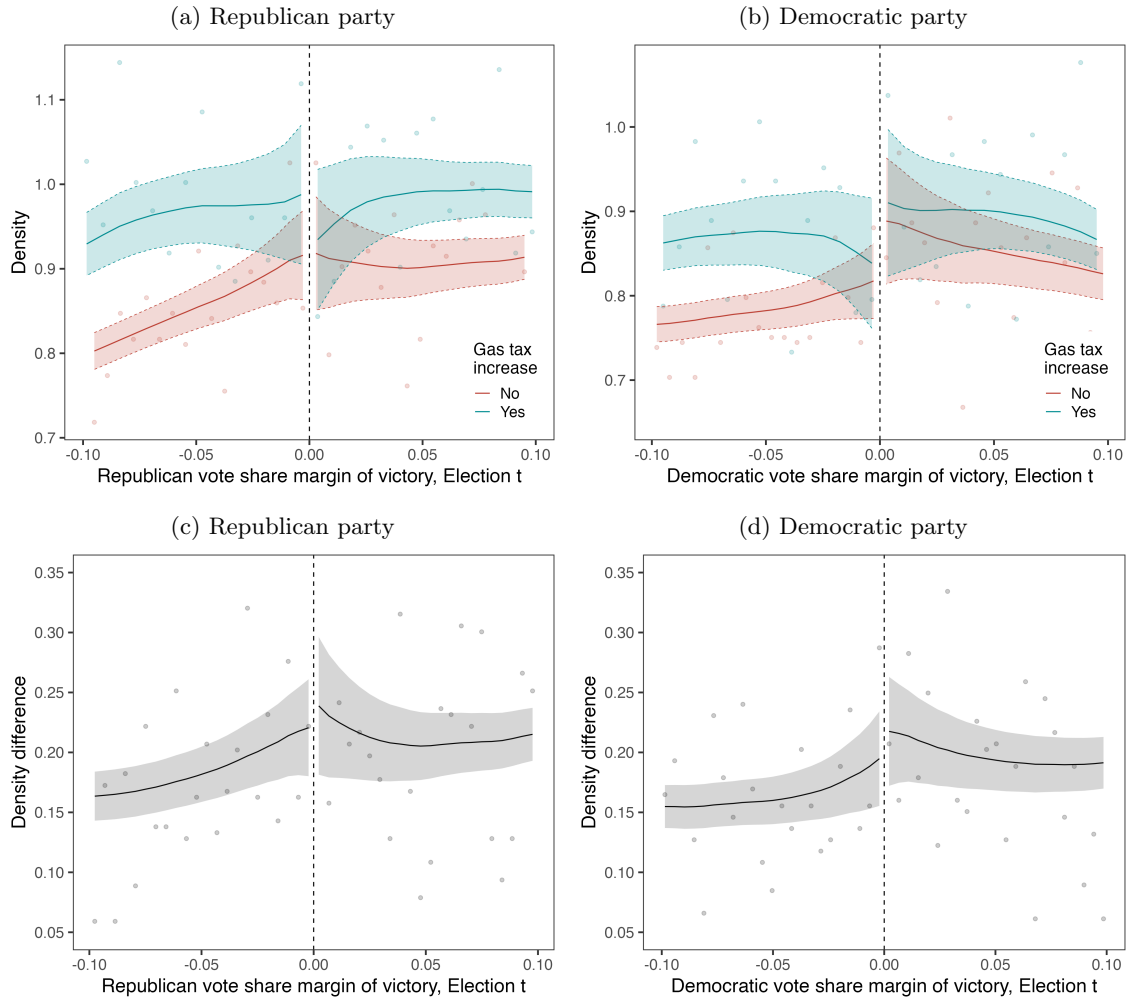 (a) Republican party
(b) Democratic party
Density
1.1
1.0
0.9
0.8
0.7
-0.10
-0.05
0.00
0.05
0.10
Republican vote share margin of victory, Election t
Gas tax
increase
No
Yes
Density
1.0
0.9
0.8
0.7
-0.10
-0.05
0.00
0.05
0.10
Democratic vote share margin of victory, Election t
Gas tax
increase
No
Yes
(c) Republican party
(d) Democratic party
Density difference
0.35
0.30
0.25
0.20
0.15
0.10
0.05
-0.10
-0.05
0.00
0.05
0.10
Republican vote share margin of victory, Election t
Density difference
0.35
0.30
0.25
0.20
0.15
0.10
0.05
-0.10
-0.05
0.00
0.05
0.10
Democratic vote share margin of victory, Election t